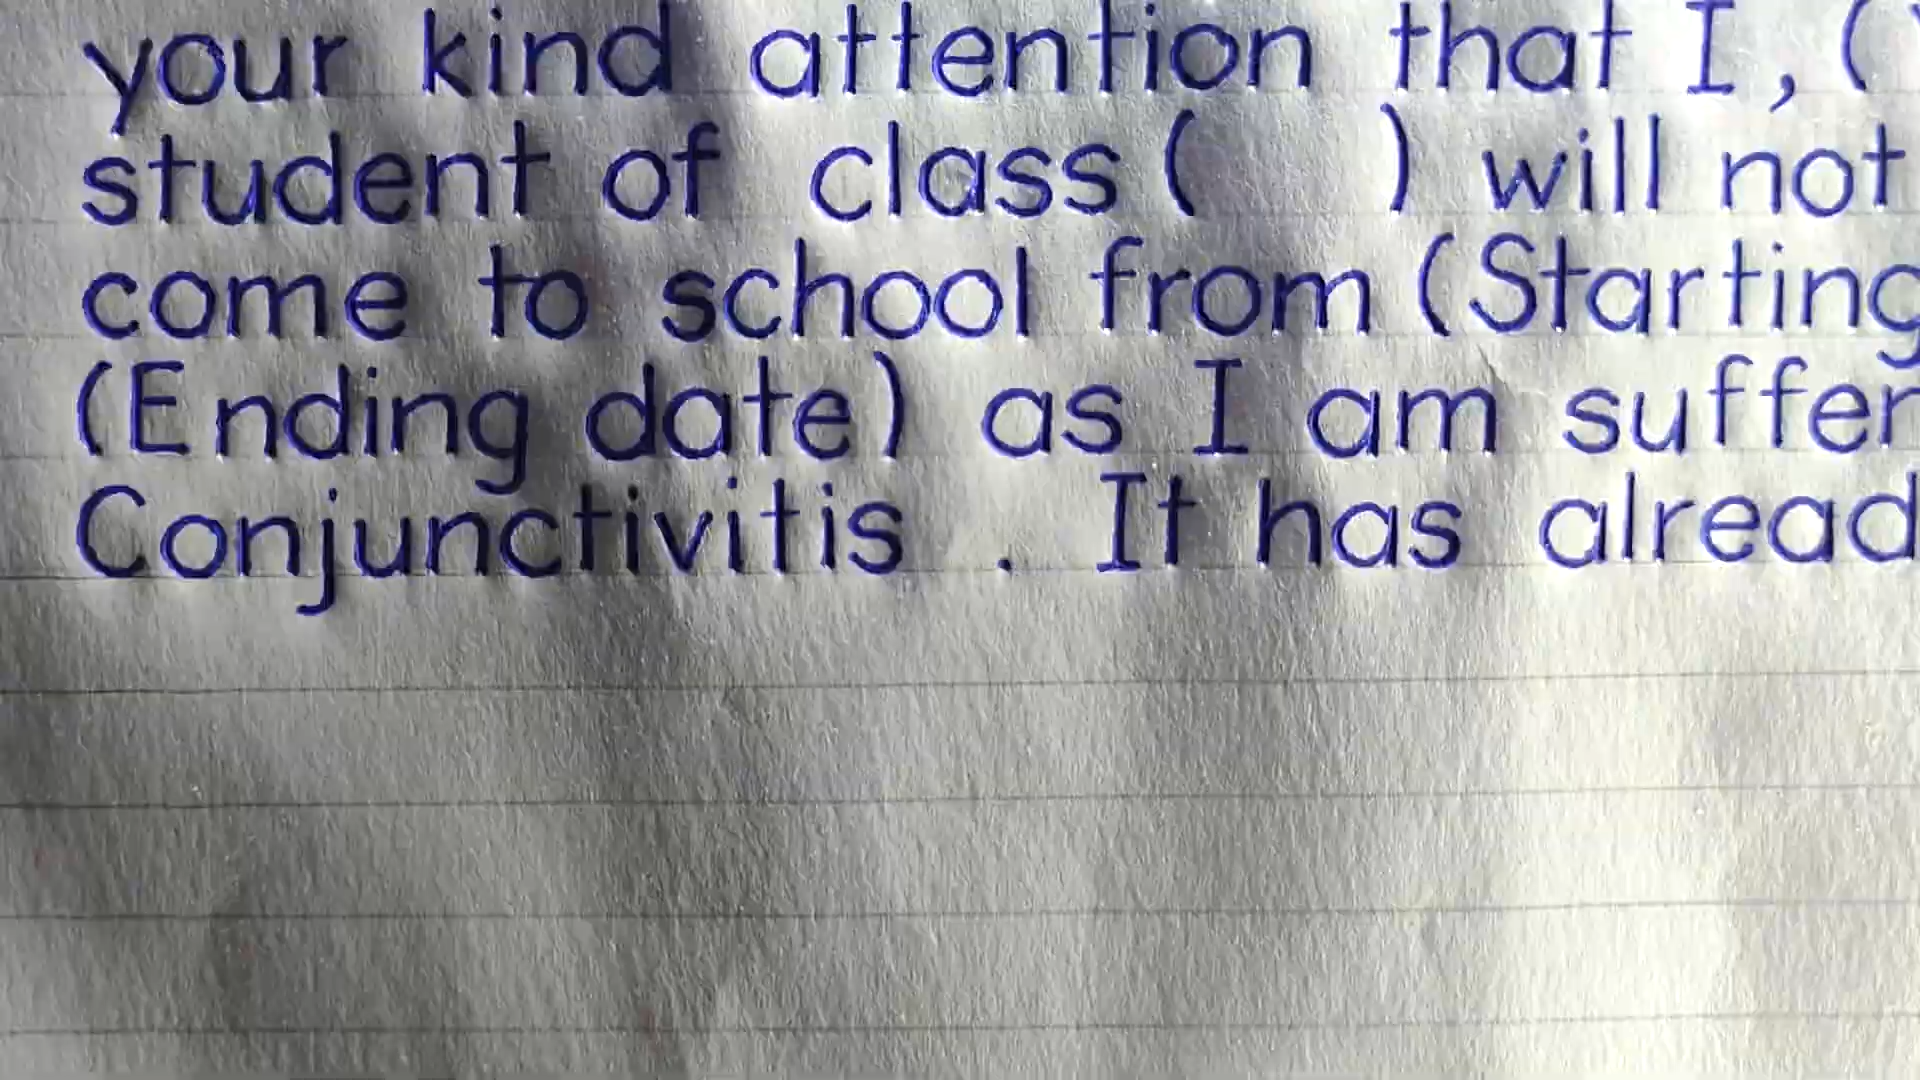 your kind attention that I, (
student of class ( ) will not
come to school from (Starting
(Ending date) as I am suffer
Conjunctivitis . It has alread